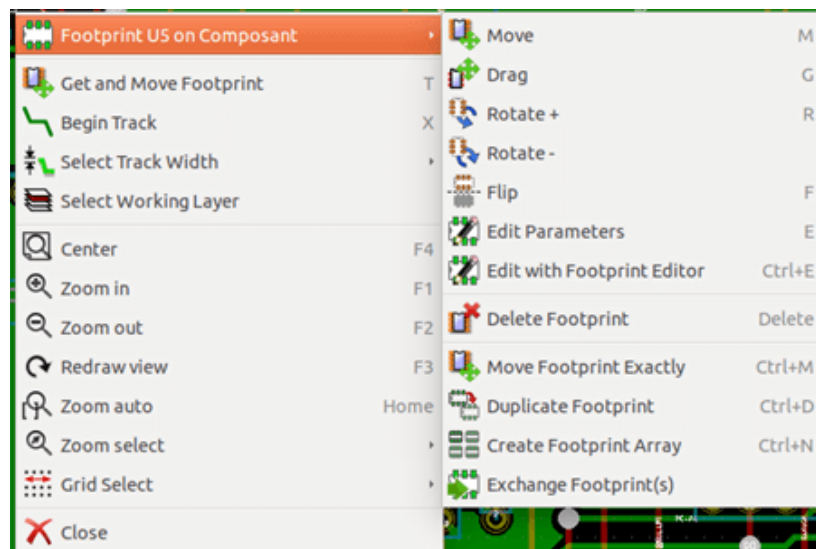 Footprint U5 on Composant
Get and Move Footprint T
Begin Track X
Select Track Width
Select Working Layer
Center F4
Zoom in F1
Zoom out F2
Redraw view F3
Zoom auto Home
Zoom select
Grid Select
Close
Move M
Drag G
Rotate + R
Rotate -
Flip F
Edit Parameters E
Edit with Footprint Editor Ctrl+E
Delete Footprint Delete
Move Footprint Exactly Ctrl+M
Duplicate Footprint Ctrl+D
Create Footprint Array Ctrl+N
Exchange Footprint(s)